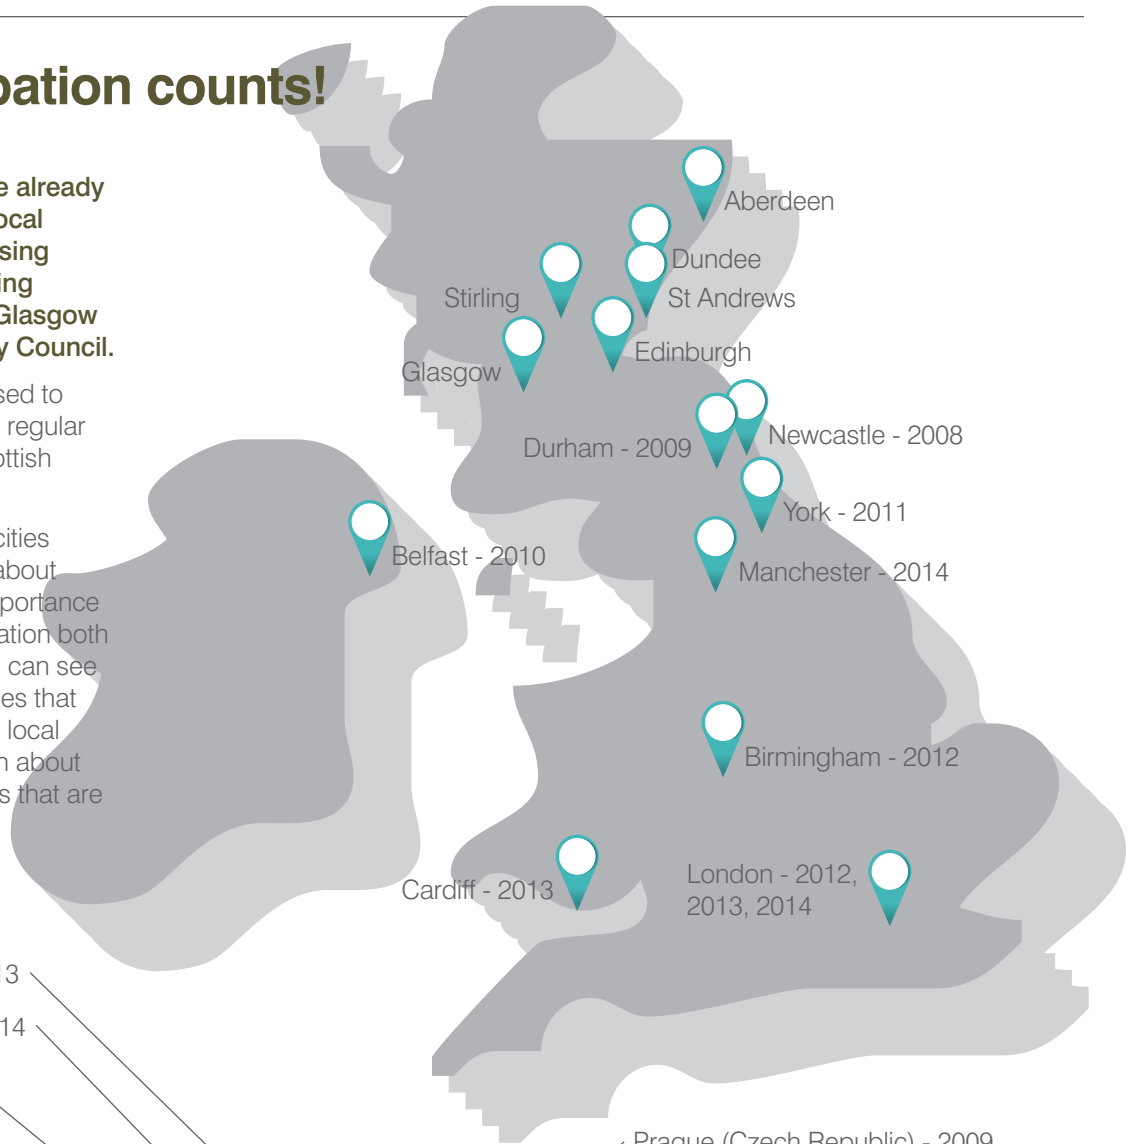 pation counts!
e already
ocal
sing
ing
Glasgow
y Council.
sed to
regular
ottish
cities
about
portance
ation both
can see
es that
local
n about
s that are
Aberdeen
Dundee
Stirling
St Andrews
Edinburgh
Glasgow
Newcastle - 2008
Durham - 2009
York - 2011
Belfast - 2010
Manchester - 2014
Birmingham - 2012
Cardiff - 2013
London - 2012,
2013, 2014
13
14
Prague (Czech Republic) - 2009